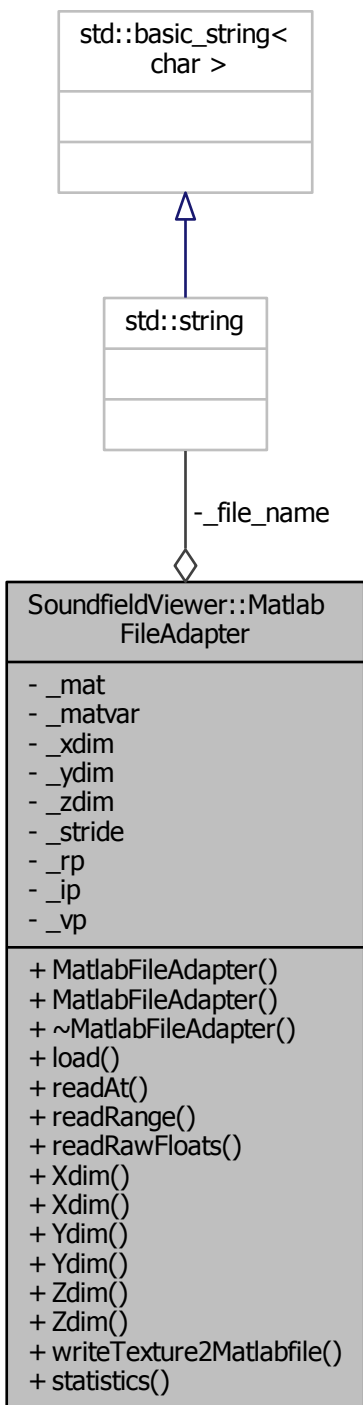 std::basic_string<
char >
std::string
-_file_name
SoundfieldViewer::Matlab
FileAdapter
- _mat
- _matvar
- _xdim
- _ydim
- _zdim
- _stride
- _rp
- _ip
- _vp
+ MatlabFileAdapter()
+ MatlabFileAdapter()
+ ~MatlabFileAdapter()
+ load()
+ readAt()
+ readRange()
+ readRawFloats()
+ Xdim()
+ Xdim()
+ Ydim()
+ Ydim()
+ Zdim()
+ Zdim()
+ writeTexture2Matlabfile()
+ statistics()